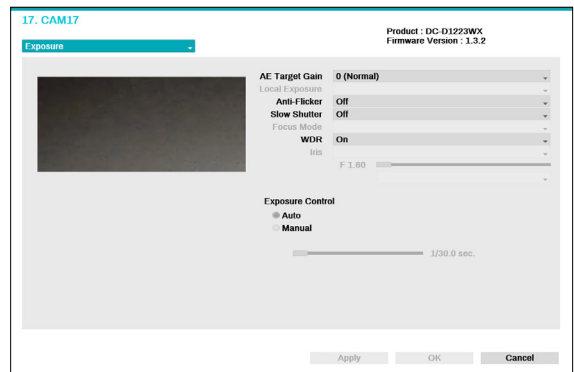 17. CAM17
Product : DC-D1223WX
Firmware Version : 1.3.2
Exposure
AE Target Gain 0 (Normal)
Local Exposure
Anti-Flicker Off
Slow Shutter Off
Focus Mode
WDR On
Iris
F 1.60
Exposure Control
Auto
Manual
1/30.0 sec.
Apply OK Cancel